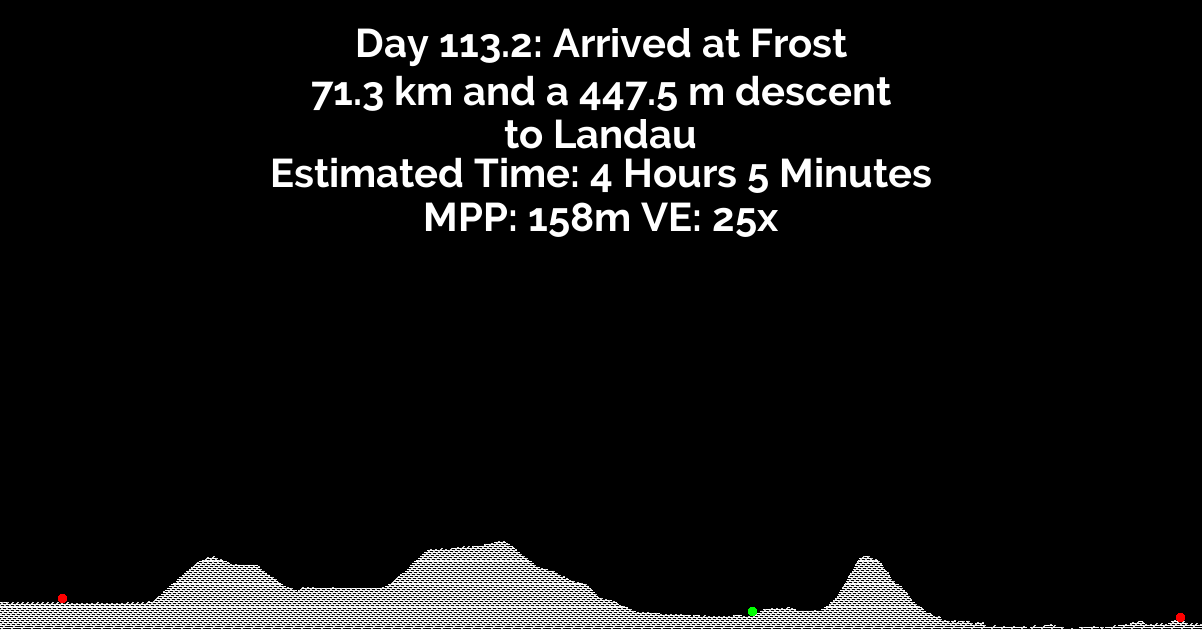 Day 113.2: Arrived at Frost
71.3 km and a 447.5 m descent
to Landau
Estimated Time: 4 Hours 5 Minutes
MPP: 158m VE: 25x